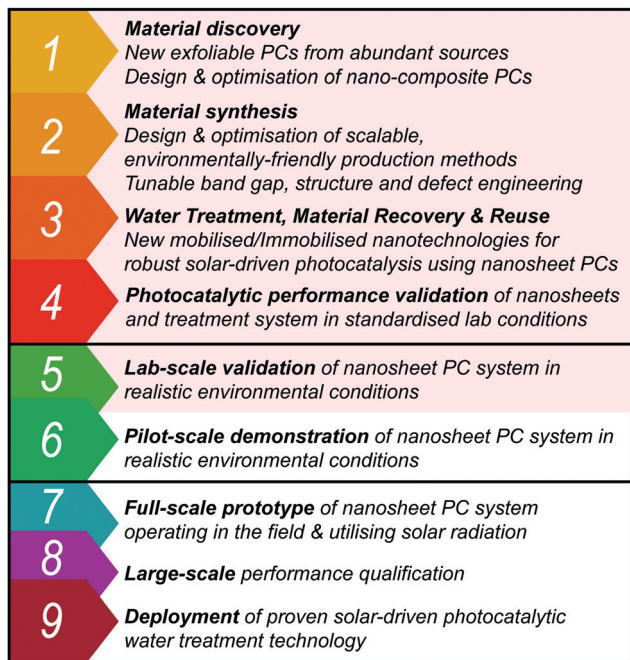 1
Material discovery
New exfoliable PCs from abundant sources
Design & optimisation of nano-composite PCs
2
Material synthesis
Design & optimisation of scalable,
environmentally-friendly production methods
Tunable band gap, structure and defect engineering
3
Water Treatment, Material Recovery & Reuse
New mobilised/Immobilised nanotechnologies for
robust solar-driven photocatalysis using nanosheet PCs
4
Photocatalytic performance validation of nanosheets
and treatment system in standardised lab conditions
5
Lab-scale validation of nanosheet PC system in
realistic environmental conditions
6
Pilot-scale demonstration of nanosheet PC system in
realistic environmental conditions
7
Full-scale prototype of nanosheet PC system
operating in the field & utilising solar radiation
8
Large-scale performance qualification
9
Deployment of proven solar-driven photocatalytic
water treatment technology